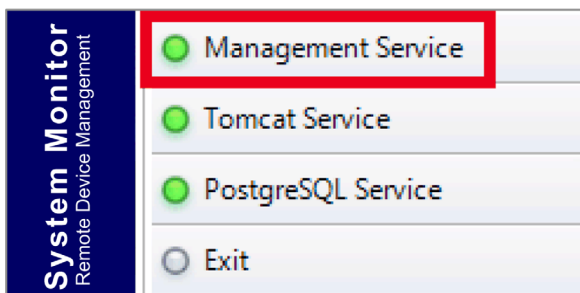 System Monitor
Remote Device Management
Management Service
Tomcat Service
PostgreSQL Service
Exit